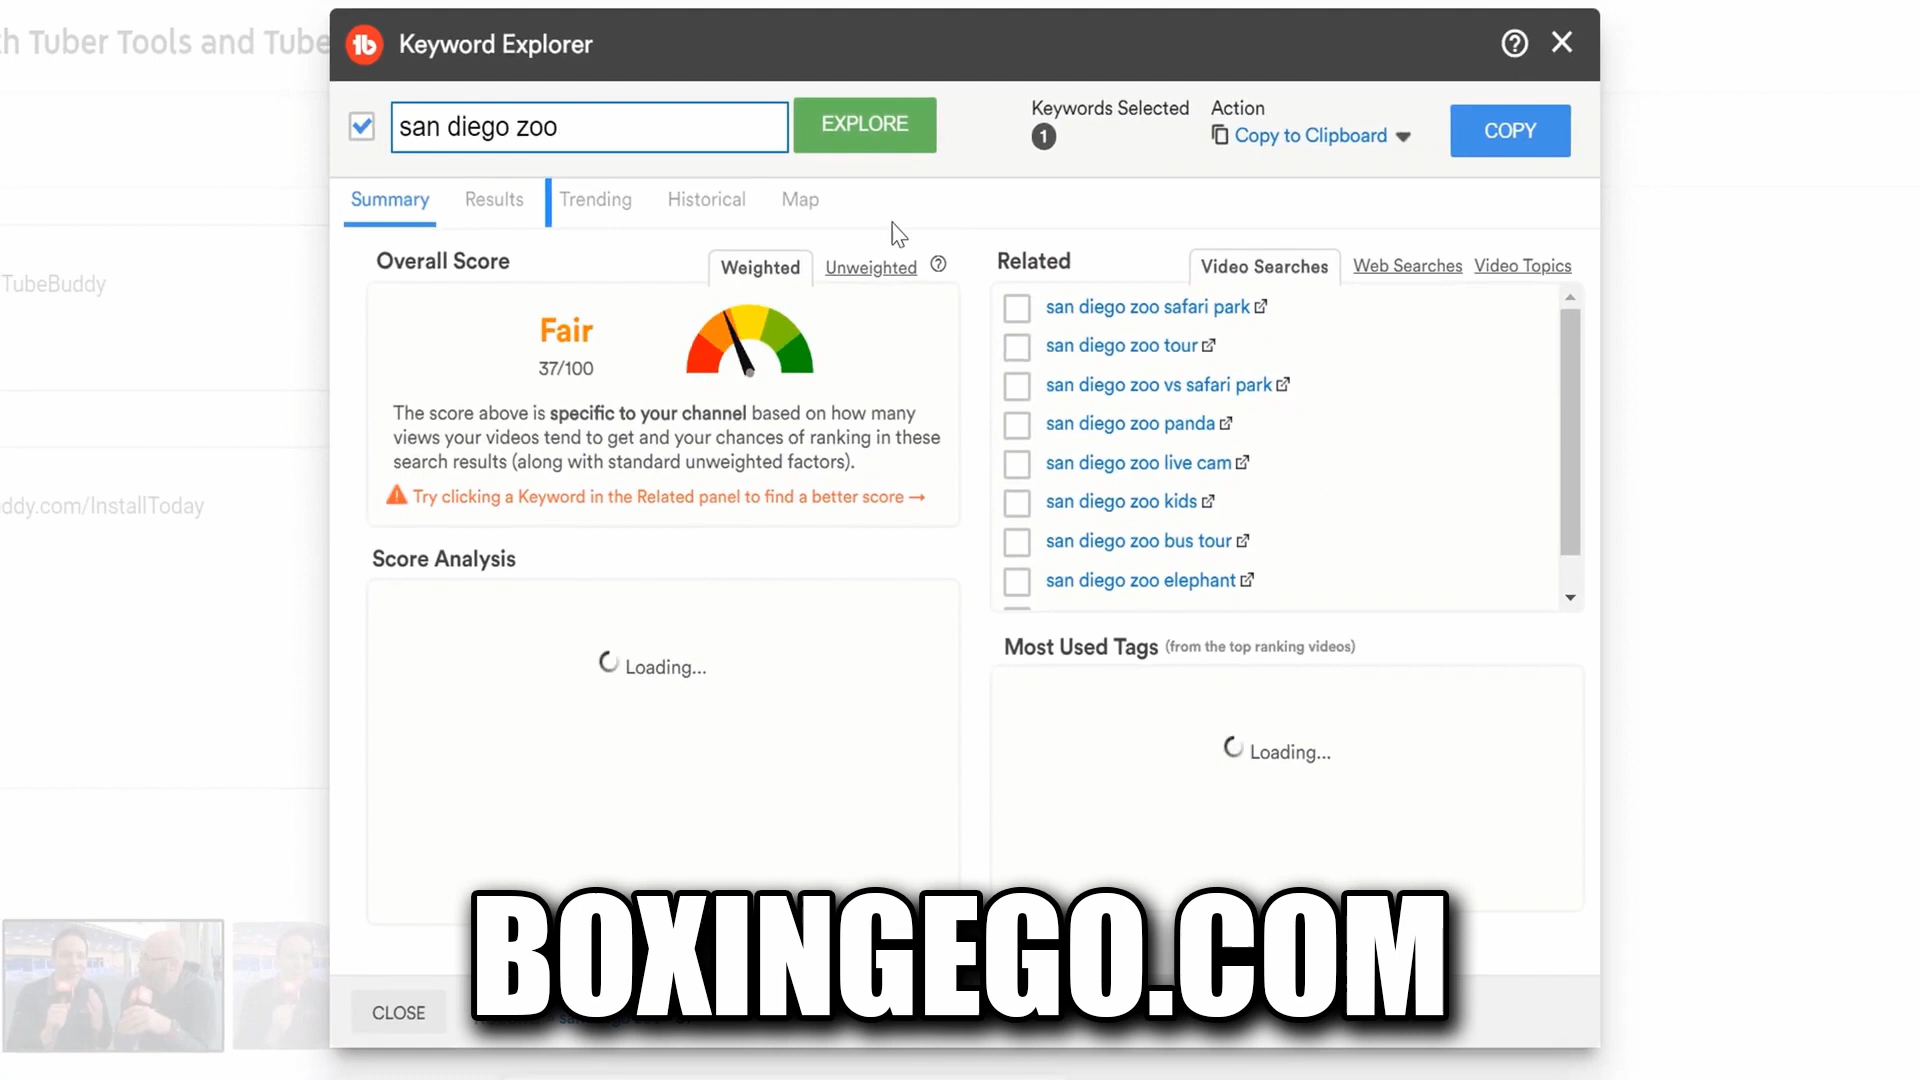 h Tuber Tools and Tube
TubeBuddy
ddy.com/InstallToday
Keyword Explorer
san diego zoo
EXPLORE
Keywords Selected
1
Action
Copy to Clipboard
COPY
Summary
Results
Trending
Historical
Map
Overall Score
Weighted
Unweighted
Fair
37/100
The score above is specific to your channel based on how many
views your videos tend to get and your chances of ranking in these
search results (along with standard unweighted factors).
Try clicking a Keyword in the Related panel to find a better score →
Score Analysis
Loading...
Related
Video Searches
Web Searches
Video Topics
san diego zoo safari park
san diego zoo tour
san diego zoo vs safari park
san diego zoo panda
san diego zoo live cam
san diego zoo kids
san diego zoo bus tour
san diego zoo elephant
Most Used Tags (from the top ranking videos)
Loading...
BOXINGEGO.COM
CLOSE